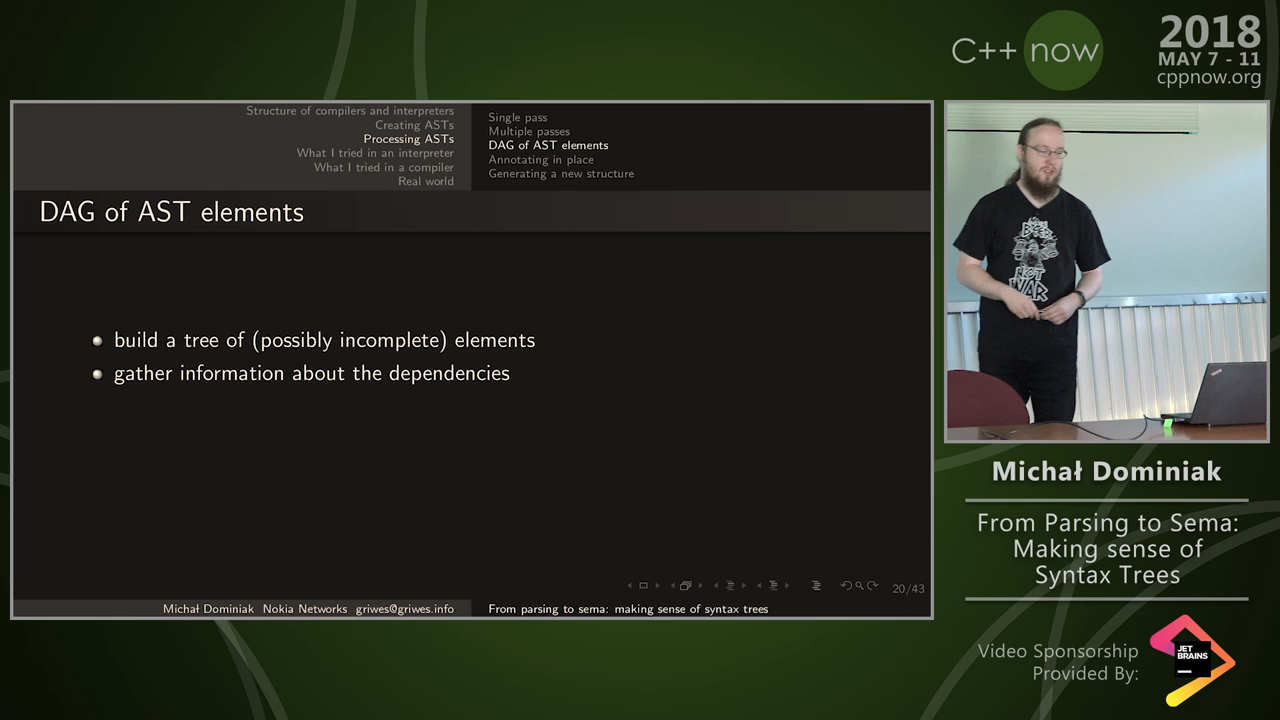 C++ now
2018
MAY 7 - 11
cppnow.org
Structure of compilers and interpreters
Creating ASTs
Processing ASTs
What I tried in an interpreter
What I tried in a compiler
Real world
Single pass
Multiple passes
DAG of AST elements
Annotating in place
Generating a new structure
DAG of AST elements
build a tree of (possibly incomplete) elements
gather information about the dependencies
20/43
Michał Dominiak Nokia Networks griwes@griwes.info
From parsing to sema: making sense of syntax trees
BEER
NOT
WAR
Michał Dominiak
From Parsing to Sema:
Making sense of
Syntax Trees
Video Sponsorship
Provided By:
JET
BRAINS